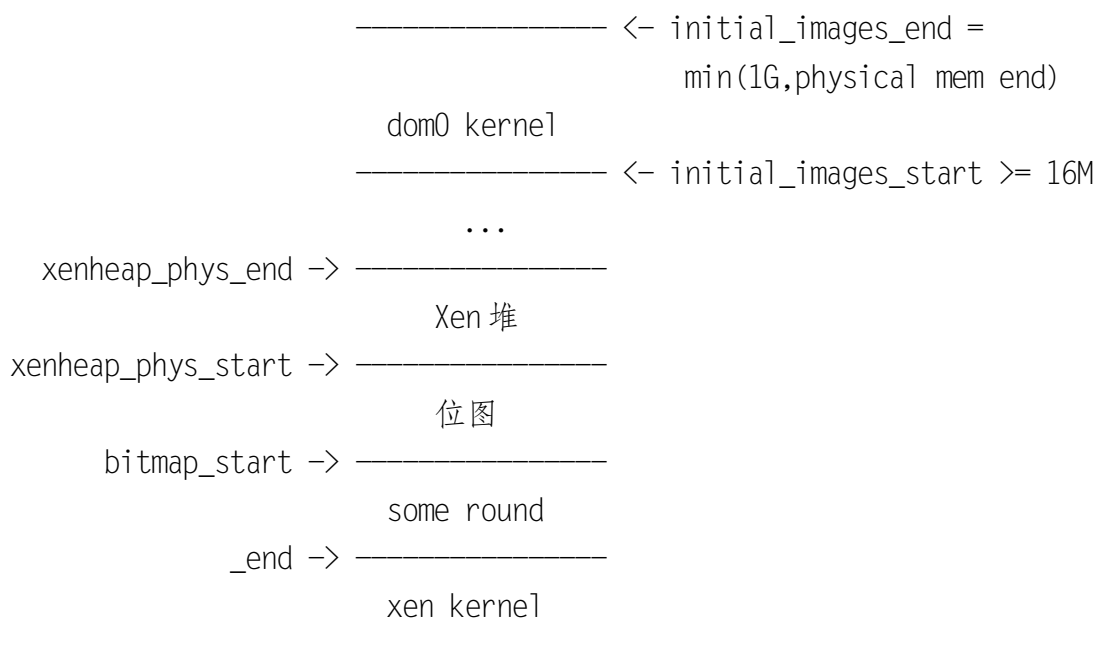 ---------------- <- initial_images_end =
min(1G,physical mem end)
dom0 kernel
---------------- <- initial_images_start >= 16M
...
xenheap_phys_end -> ----------------
Xen 堆
xenheap_phys_start -> ----------------
位图
bitmap_start -> ----------------
some round
_end -> ----------------
xen kernel